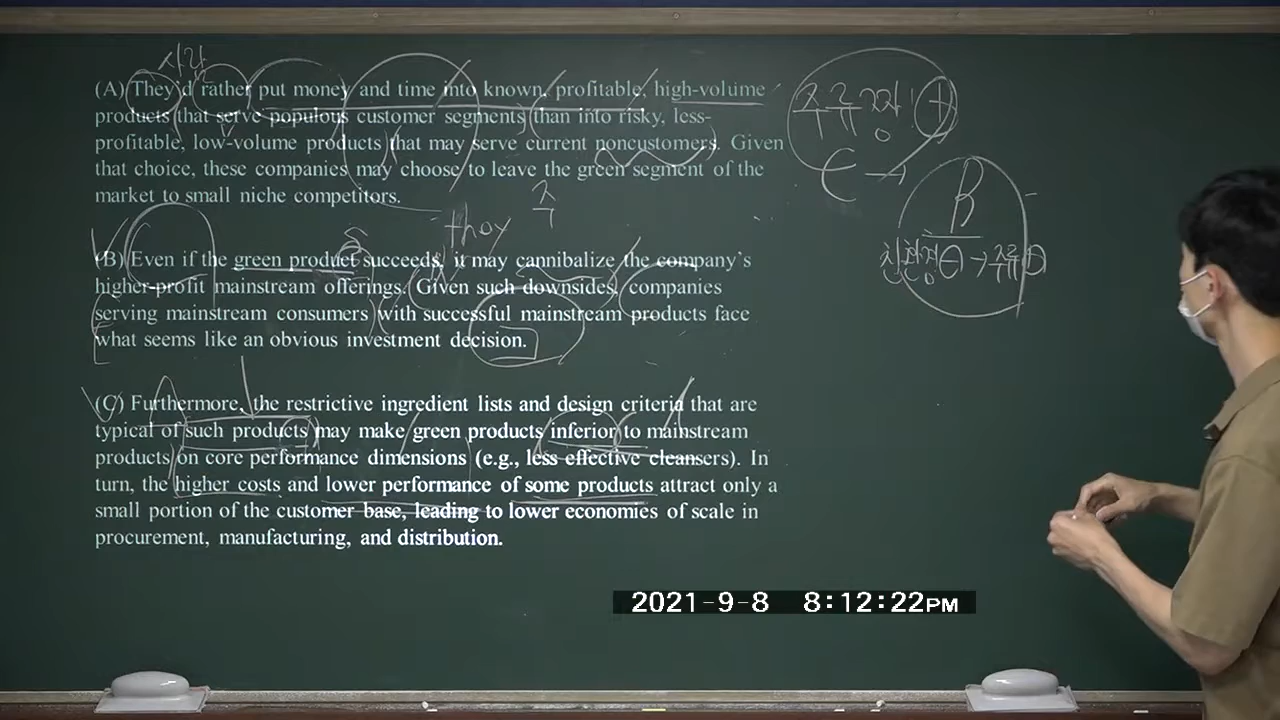 (A) They'd rather put money and time into known, profitable, high-volume
products that serve populous customer segments than into risky, less-
profitable, low-volume products that may serve current noncustomers. Given
that choice, these companies may choose to leave the green segment of the
market to small niche competitors.
they
(B) Even if the green product succeeds, it may cannibalize the company's
higher-profit mainstream offerings. Given such downsides, companies
serving mainstream consumers with successful mainstream products face
what seems like an obvious investment decision.
(C) Furthermore, the restrictive ingredient lists and design criteria that are
typical of such products may make green products inferior to mainstream
products on core performance dimensions (e.g., less effective cleansers). In
turn, the higher costs and lower performance of some products attract only a
small portion of the customer base, leading to lower economies of scale in
procurement, manufacturing, and distribution.
B
2021-9-8 8:12:22PM